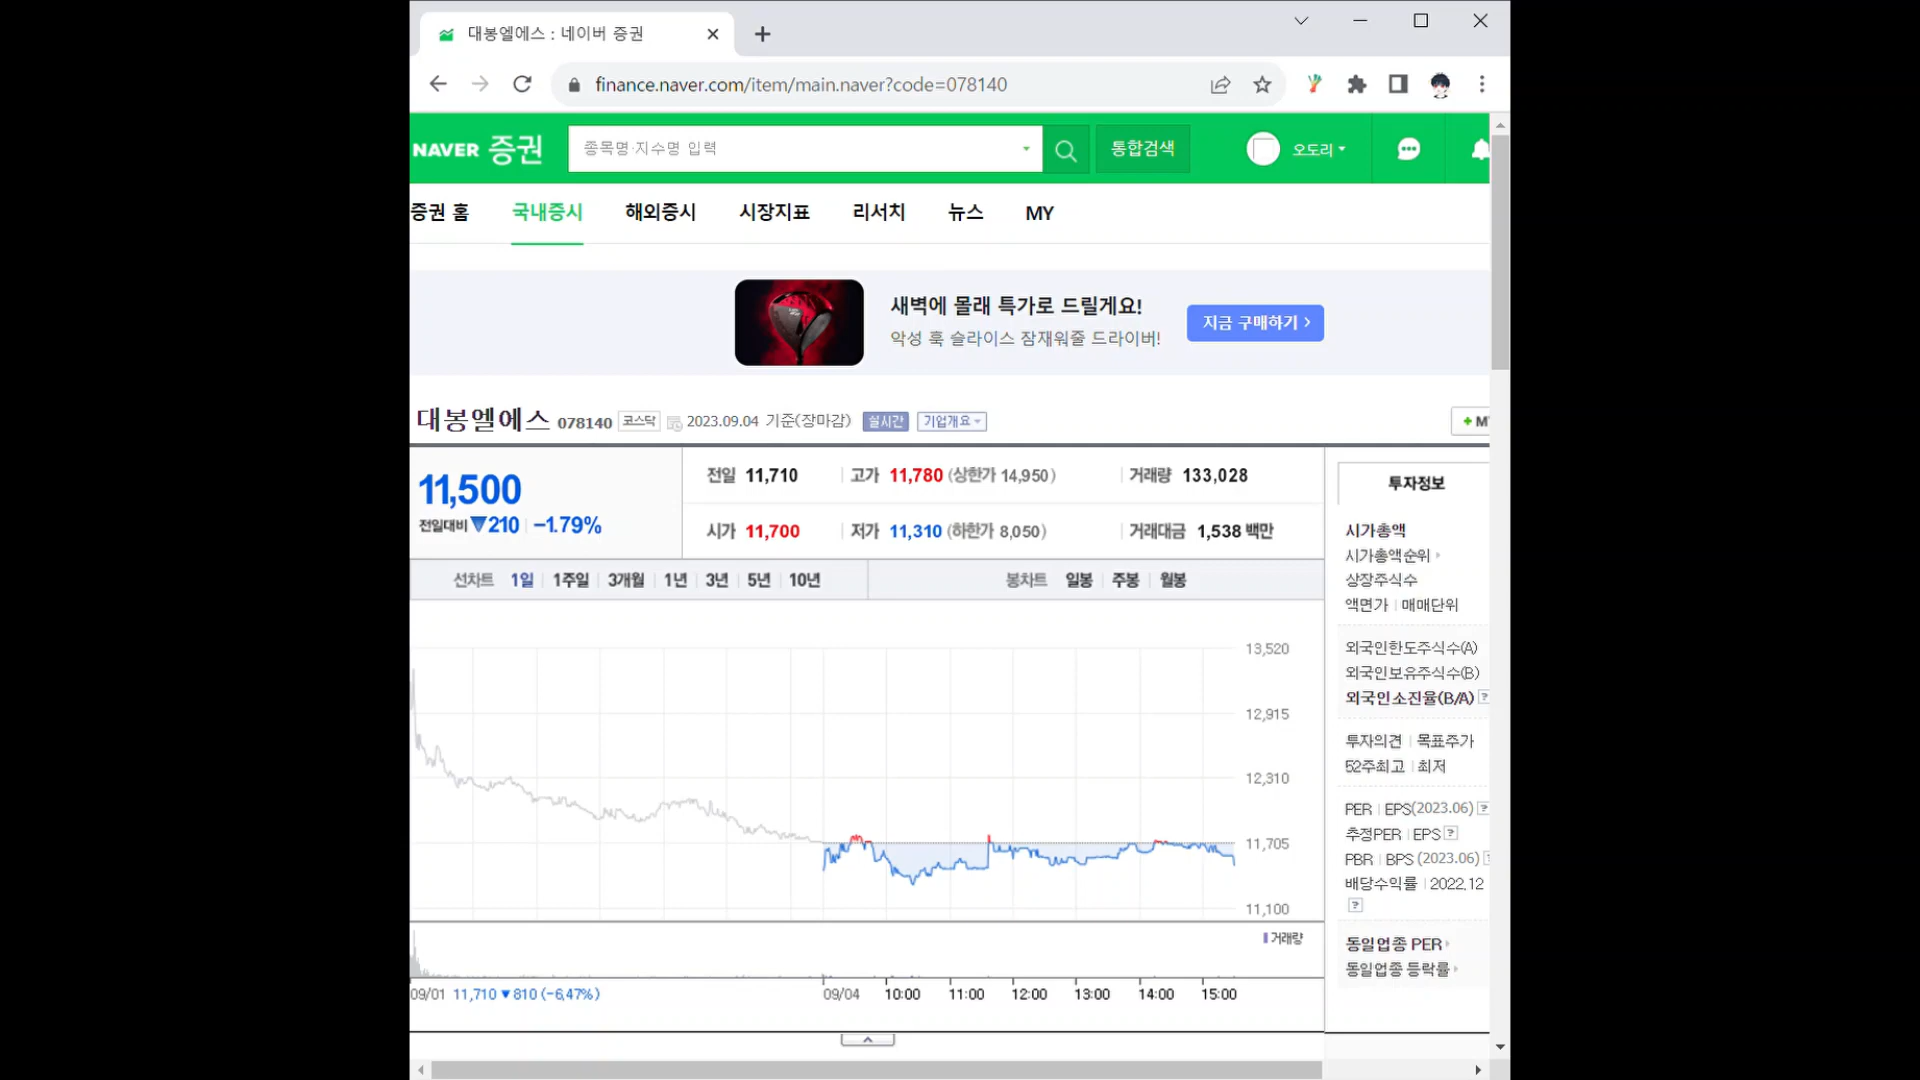 대봉엘에스 : 네이버 증권
finance.naver.com/item/main.naver?code=078140
NAVER 증권 종목명·지수명 입력 통합검색 오도리
증권 홈 국내증시 해외증시 시장지표 리서치 뉴스 MY
새벽에 몰래 특가로 드릴게요!
악성 훅 슬라이스 잠재워줄 드라이버!
지금 구매하기 >
대봉엘에스 078140 코스닥 2023.09.04 기준(장마감) 실시간 기업개요
11,500
전일대비 ▼210 -1.79%
전일 11,710 고가 11,780 (상한가 14,950) 거래량 133,028
시가 11,700 저가 11,310 (하한가 8,050) 거래대금 1,538 백만
선차트 1일 1주일 3개월 1년 3년 5년 10년 봉차트 일봉 주봉 월봉
13,520
12,915
12,310
11,705
11,100
거래량
09/01 11,710 ▼810 (-6.47%) 09/04 10:00 11:00 12:00 13:00 14:00 15:00
투자정보
시가총액
시가총액순위
상장주식수
액면가 매매단위
외국인한도주식수(A)
외국인보유주식수(B)
외국인소진율(B/A) ?
투자의견 목표주가
52주최고 최저
PER EPS(2023.06) ?
추정PER EPS ?
PBR BPS (2023.06) ?
배당수익률 2022.12
?
동일업종 PER
동일업종 등락률